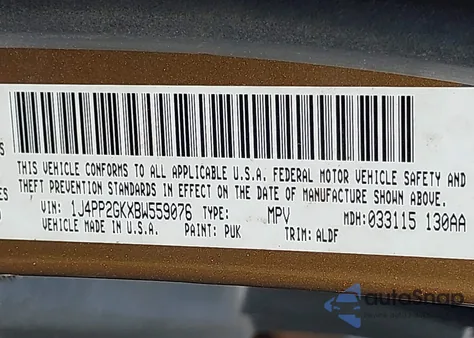 S
THIS VEHICLE CONFORMS TO ALL APPLICABLE U.S.A. FEDERAL MOTOR VEHICLE SAFETY AND
ES THEFT PREVENTION STANDARDS IN EFFECT ON THE DATE OF MANUFACTURE SHOWN ABOVE.
VIN: 1J4PP2GKXBW559076 TYPE: MPV MDH: 033115 130AA
VEHICLE MADE IN U.S.A. PAINT: PUK TRIM: ALDF
autoSnap